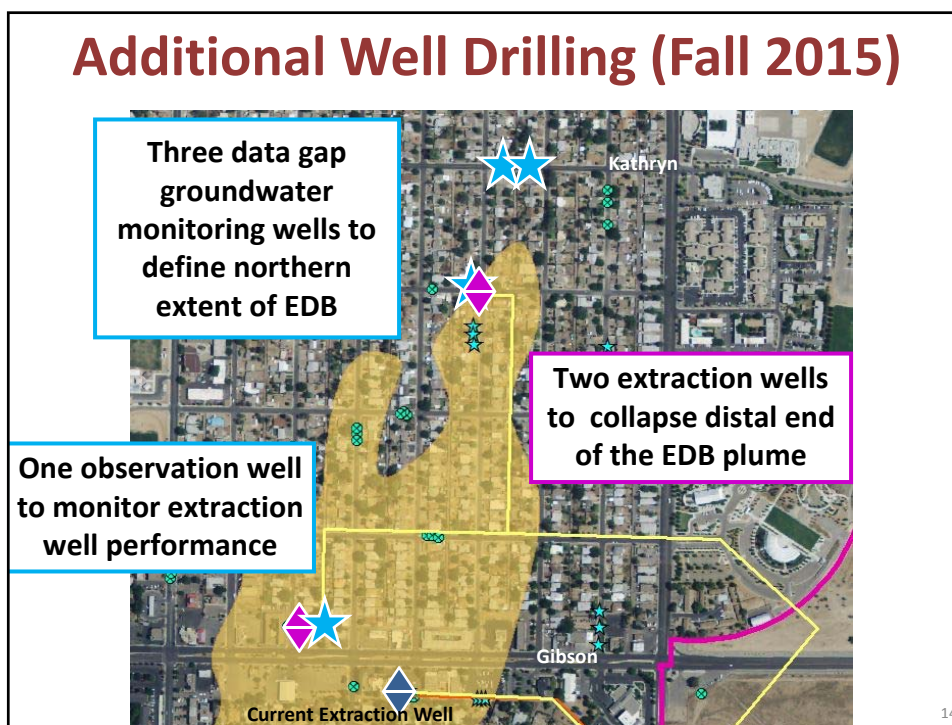 Additional Well Drilling (Fall 2015)
Three data gap
groundwater
monitoring wells to
define northern
extent of EDB
Kathryn
Two extraction wells
to collapse distal end
of the EDB plume
One observation well
to monitor extraction
well performance
Gibson
Current Extraction Well